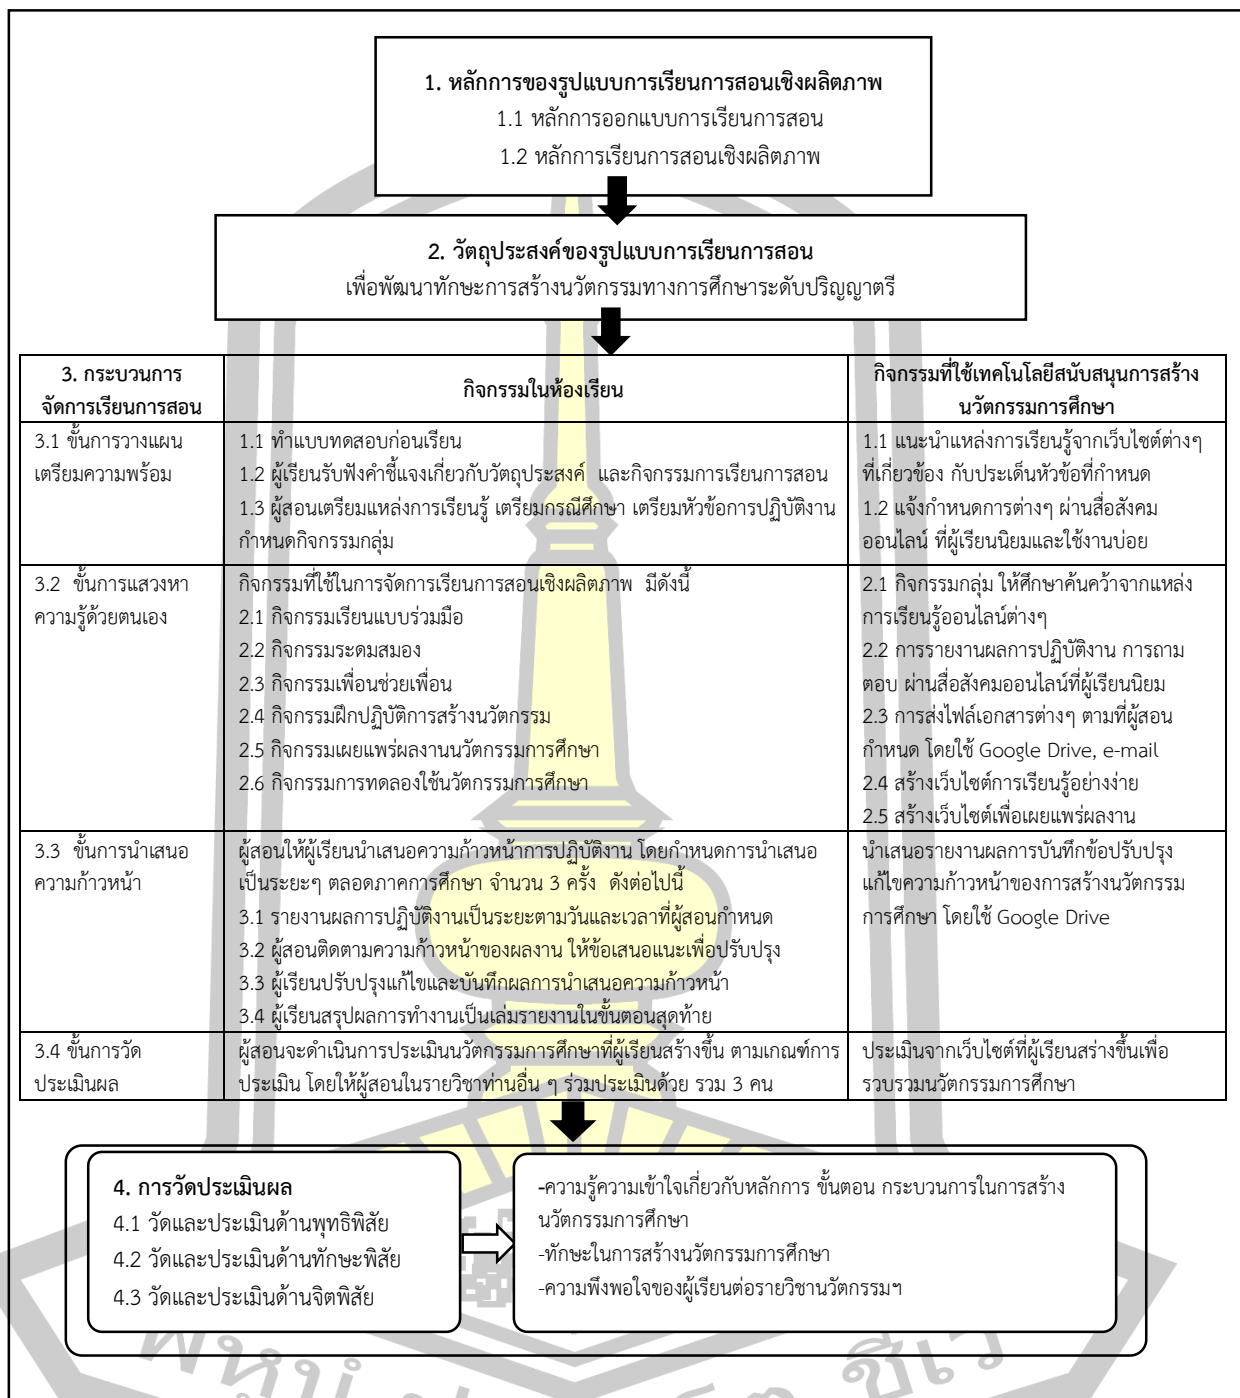 1. หลักการของรูปแบบการเรียนการสอนเชิงผลิตภาพ
1.1 หลักการออกแบบการเรียนการสอน
1.2 หลักการเรียนการสอนเชิงผลิตภาพ
2. วัตถุประสงค์ของรูปแบบการเรียนการสอน
เพื่อพัฒนาทักษะการสร้างนวัตกรรมทางการศึกษาระดับปริญญาตรี
3. กระบวนการ
จัดการเรียนการสอน
กิจกรรมในห้องเรียน
กิจกรรมที่ใช้เทคโนโลยีสนับสนุนการสร้าง
นวัตกรรมการศึกษา
3.1 ขั้นการวางแผน
เตรียมความพร้อม
1.1 ทำแบบทดสอบก่อนเรียน
1.2 ผู้เรียนรับฟังคำชี้แจงเกี่ยวกับวัตถุประสงค์ และกิจกรรมการเรียนการสอน
1.3 ผู้สอนเตรียมแหล่งการเรียนรู้ เตรียมกรณีศึกษา เตรียมหัวข้อการปฏิบัติงาน
กำหนดกิจกรรมกลุ่ม
1.1 แนะนำแหล่งการเรียนรู้จากเว็บไซต์ต่างๆ
ที่เกี่ยวข้อง กับประเด็นหัวข้อที่กำหนด
1.2 แจ้งกำหนดการต่างๆ ผ่านสื่อสังคม
ออนไลน์ ที่ผู้เรียนนิยมและใช้งานบ่อย
3.2 ขั้นการแสวงหา
ความรู้ด้วยตนเอง
กิจกรรมที่ใช้ในการจัดการเรียนการสอนเชิงผลิตภาพ มีดังนี้
2.1 กิจกรรมเรียนแบบร่วมมือ
2.2 กิจกรรมระดมสมอง
2.3 กิจกรรมเพื่อนช่วยเพื่อน
2.4 กิจกรรมฝึกปฏิบัติการสร้างนวัตกรรม
2.5 กิจกรรมเผยแพร่ผลงานนวัตกรรมการศึกษา
2.6 กิจกรรมการทดลองใช้นวัตกรรมการศึกษา
2.1 กิจกรรมกลุ่ม ให้ศึกษาค้นคว้าจากแหล่ง
การเรียนรู้ออนไลน์ต่างๆ
2.2 การรายงานผลการปฏิบัติงาน การถาม
ตอบ ผ่านสื่อสังคมออนไลน์ที่ผู้เรียนนิยม
2.3 การส่งไฟล์เอกสารต่างๆ ตามที่ผู้สอน
กำหนด โดยใช้ Google Drive, e-mail
2.4 สร้างเว็บไซต์การเรียนรู้อย่างง่าย
2.5 สร้างเว็บไซต์เพื่อเผยแพร่ผลงาน
3.3 ขั้นการนำเสนอ
ความก้าวหน้า
ผู้สอนให้ผู้เรียนนำเสนอความก้าวหน้าการปฏิบัติงาน โดยกำหนดการนำเสนอ
เป็นระยะๆ ตลอดภาคการศึกษา จำนวน 3 ครั้ง ดังต่อไปนี้
3.1 รายงานผลการปฏิบัติงานเป็นระยะตามวันและเวลาที่ผู้สอนกำหนด
3.2 ผู้สอนติดตามความก้าวหน้าของผลงาน ให้ข้อเสนอแนะเพื่อปรับปรุง
3.3 ผู้เรียนปรับปรุงแก้ไขและบันทึกผลการนำเสนอความก้าวหน้า
3.4 ผู้เรียนสรุปผลการทำงานเป็นเล่มรายงานในขั้นตอนสุดท้าย
นำเสนอรายงานผลการบันทึกข้อปรับปรุง
แก้ไขความก้าวหน้าของการสร้างนวัตกรรม
การศึกษา โดยใช้ Google Drive
3.4 ขั้นการวัด
ประเมินผล
ผู้สอนจะดำเนินการประเมินนวัตกรรมการศึกษาที่ผู้เรียนสร้างขึ้น ตามเกณฑ์การ
ประเมิน โดยให้ผู้สอนในรายวิชาท่านอื่น ๆ ร่วมประเมินด้วย รวม 3 คน
ประเมินจากเว็บไซต์ที่ผู้เรียนสร่างขึ้นเพื่อ
รวบรวมนวัตกรรมการศึกษา
4. การวัดประเมินผล
4.1 วัดและประเมินด้านพุทธิพิสัย
4.2 วัดและประเมินด้านทักษะพิสัย
4.3 วัดและประเมินด้านจิตพิสัย
-ความรู้ความเข้าใจเกี่ยวกับหลักการ ขั้นตอน กระบวนการในการสร้าง
นวัตกรรมการศึกษา
-ทักษะในการสร้างนวัตกรรมการศึกษา
-ความพึงพอใจของผู้เรียนต่อรายวิชานวัตกรรมฯ